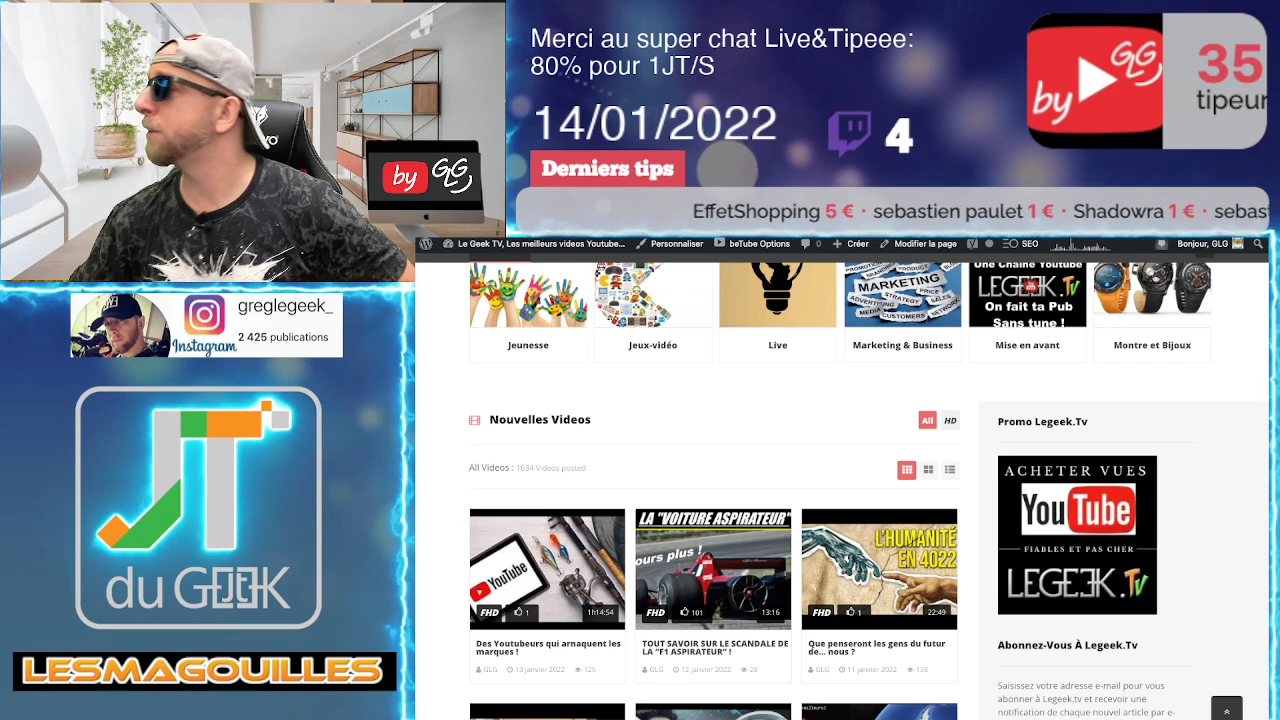 Merci au super chat Live&Tipeee:
80% pour 1JT/S
14/01/2022
4
Derniers tips
by GLG
35
tipeur
EffetShopping 5 € · sebastien paulet 1 € · Shadowra 1 € · sebas
by GLG
Le Geek TV, Les meilleurs videos Youtube... Personnaliser beTube Options 0 Créer Modifier la page SEO Bonjour, GLG
greglegeek_
2 425 publications
Instagram
JT
du GEEK
LESMAGOUILLES
MARKETING
Une Chaine Youtube
LEGEEK.TV
On fait ta Pub
Sans tune !
Jeunesse
Jeux-vidéo
Live
Marketing & Business
Mise en avant
Montre et Bijoux
Nouvelles Videos
All HD
All Videos : 1634 Videos posted
YouTube
FHD 1 1h14:54
Des Youtubeurs qui arnaquent les
marques !
GLG 13 janvier 2022 125
LA "VOITURE ASPIRATEUR"
ours plus !
FHD 101 13:16
TOUT SAVOIR SUR LE SCANDALE DE
LA “F1 ASPIRATEUR” !
GLG 12 janvier 2022 28
L'HUMANITÉ
EN 4022
FHD 1 22:49
Que penseront les gens du futur
de... nous ?
GLG 11 janvier 2022 138
Promo Legeek.Tv
ACHETER VUES
YouTube
FIABLES ET PAS CHER
LEGEEK.TV
Abonnez-Vous À Legeek.Tv
Saisissez votre adresse e-mail pour vous
abonner à Legeek.tv et recevoir une
notification de chaque nouvel article par e-